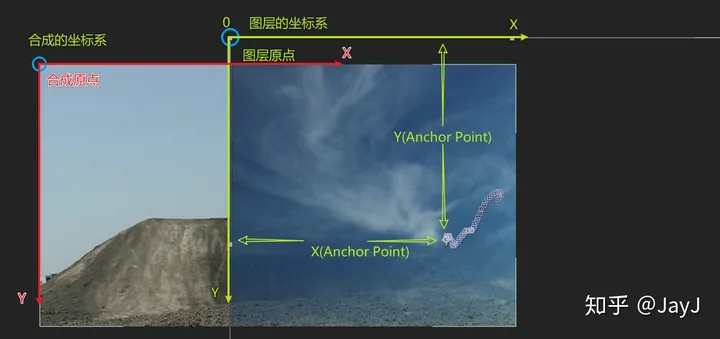 0 图层的坐标系 X
合成的坐标系
图层原点 X
合成原点
Y(Anchor Point)
X(Anchor Point)
Y
Y
知乎 @JayJ